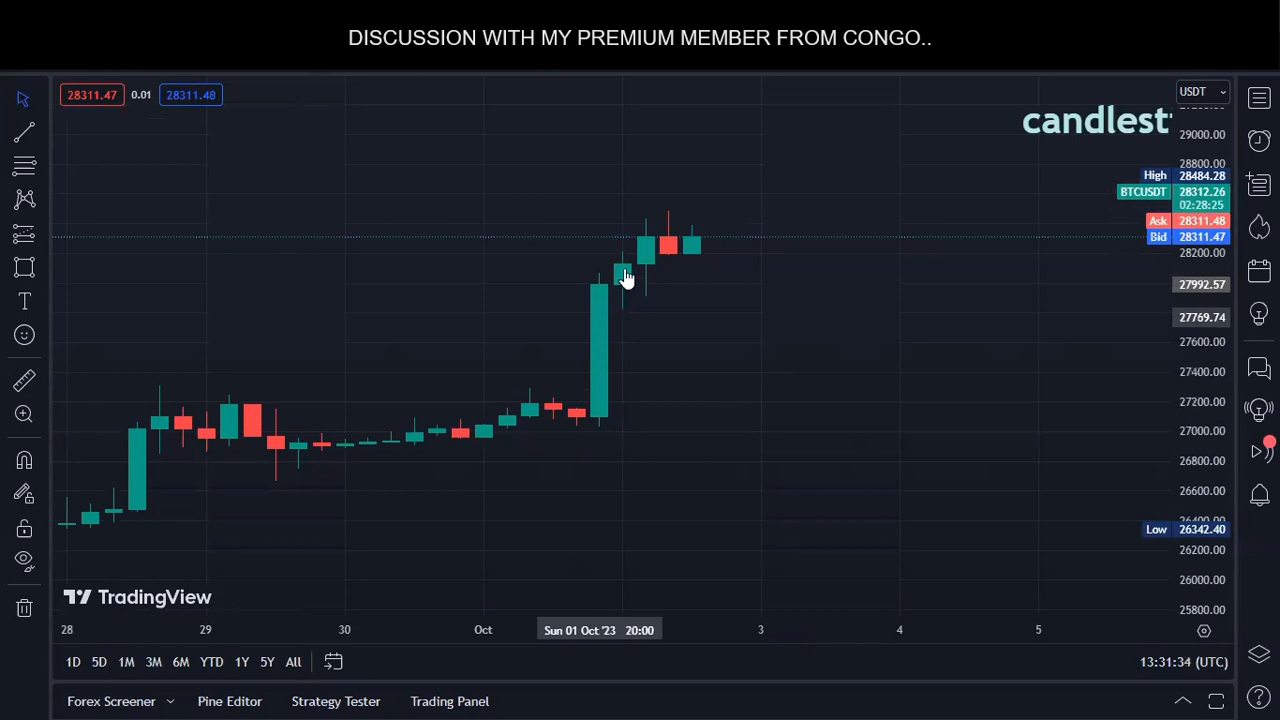 DISCUSSION WITH MY PREMIUM MEMBER FROM CONGO..
28311.47 0.01 28311.48
USDT
candlest
29000.00
28800.00
High 28484.28
BTCUSDT 28312.26
02:28:25
Ask 28311.48
Bid 28311.47
28200.00
27992.57
27769.74
27600.00
27400.00
27200.00
27000.00
26800.00
26600.00
26400.00
Low 26342.40
26200.00
26000.00
25800.00
TradingView
28 29 30 Oct Sun 01 Oct '23 20:00 3 4 5
1D 5D 1M 3M 6M YTD 1Y 5Y All 13:31:34 (UTC)
Forex Screener Pine Editor Strategy Tester Trading Panel